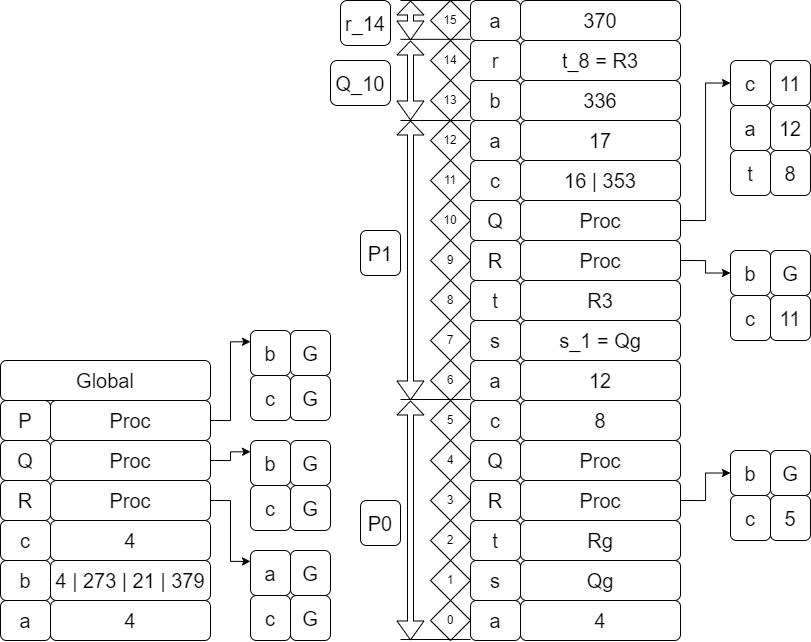 r_14
15 a 370
14 r t_8 = R3
Q_10
13 b 336
12 a 17
11 c 16 | 353
10 Q Proc
P1
9 R Proc
8 t R3
7 s s_1 = Qg
6 a 12
5 c 8
4 Q Proc
P0
3 R Proc
2 t Rg
1 s Qg
0 a 4
c 11
a 12
t 8
b G
c 11
b G
c 5
Global
P Proc
Q Proc
R Proc
c 4
b 4 | 273 | 21 | 379
a 4
b G
c G
b G
c G
a G
c G